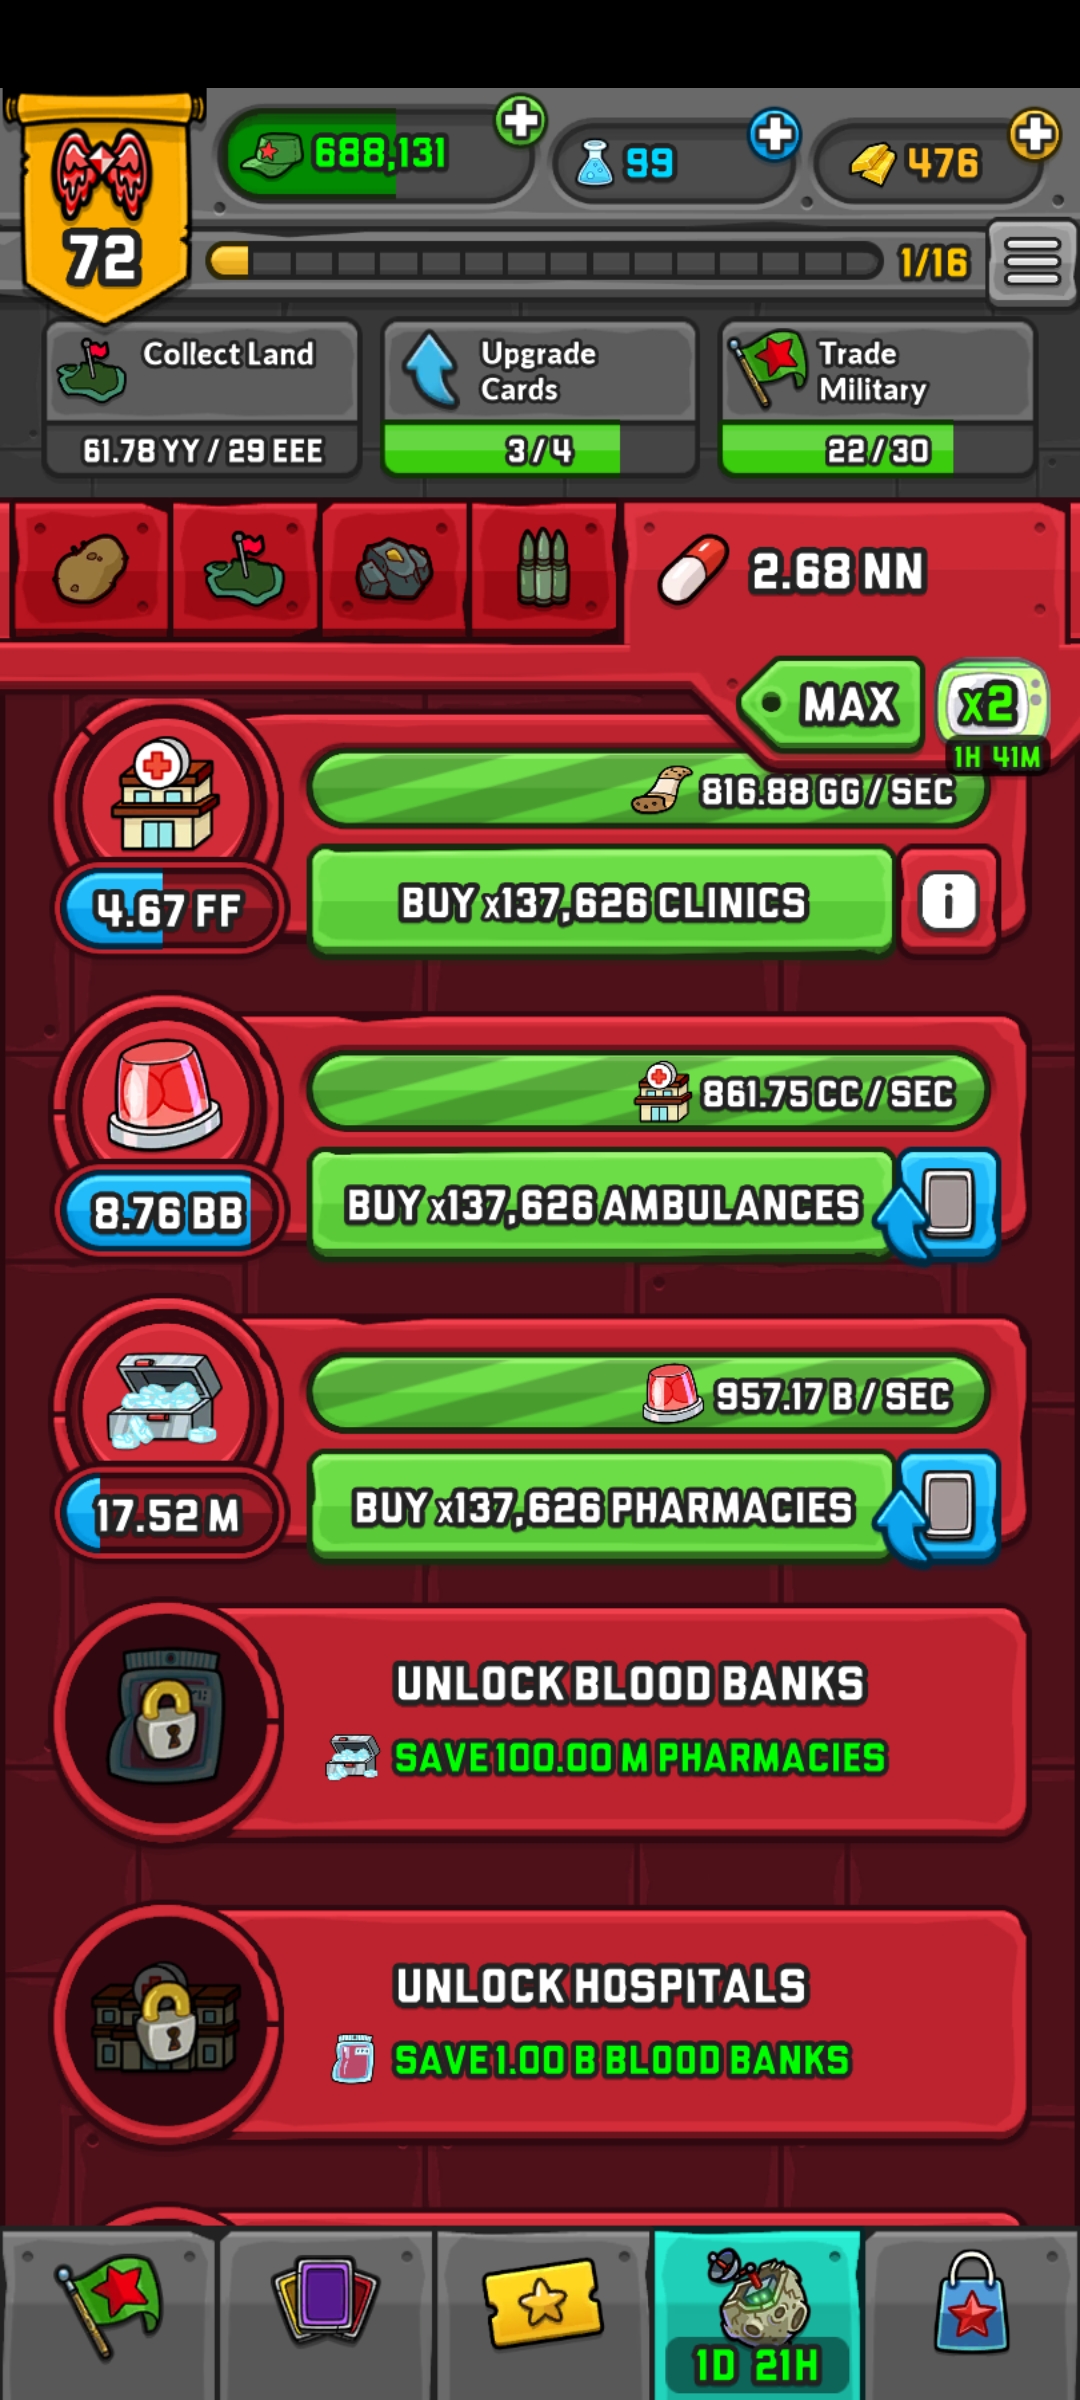 688,131
99
476
72
1/16
Collect Land
61.78 YY / 29 EEE
Upgrade
Cards
3/4
Trade
Military
22/30
2.68 NN
MAX
x2
1H 41M
816.88 GG / SEC
4.67 FF
BUY x137,626 CLINICS
i
861.75 CC / SEC
8.76 BB
BUY x137,626 AMBULANCES
957.17 B / SEC
17.52 M
BUY x137,626 PHARMACIES
UNLOCK BLOOD BANKS
SAVE 100.00 M PHARMACIES
UNLOCK HOSPITALS
SAVE 1.00 B BLOOD BANKS
1D 21H